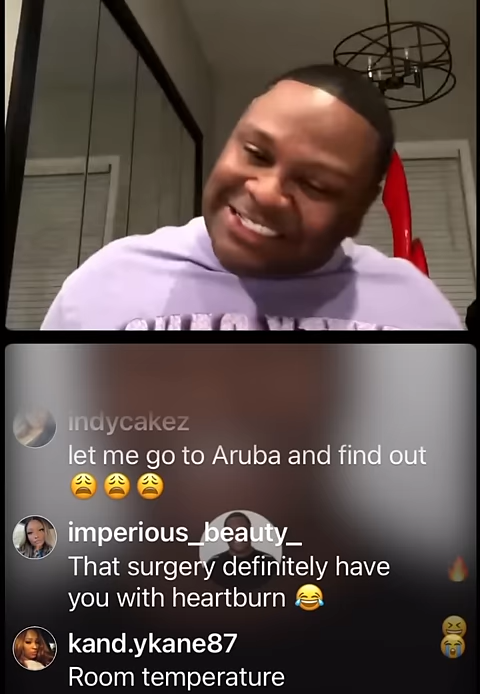 indycakez
let me go to Aruba and find out
😩😩😩
imperious_beauty_
That surgery definitely have
you with heartburn 😂
kand.ykane87
Room temperature